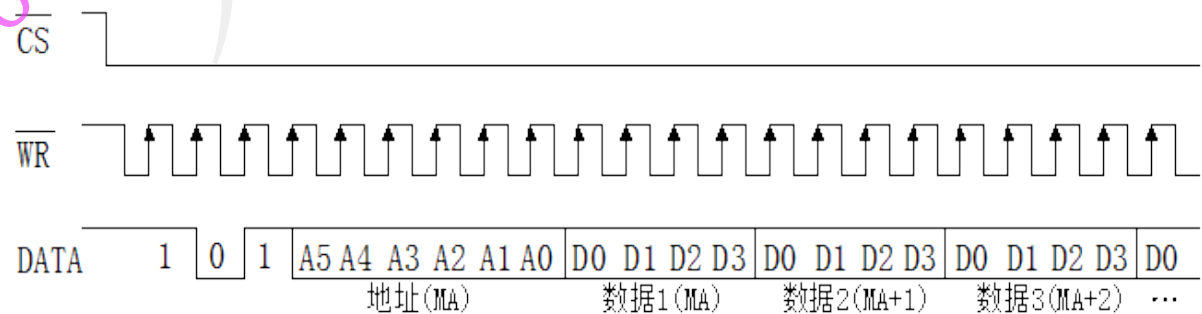 CS
WR
DATA 1 0 1 A5 A4 A3 A2 A1 A0 D0 D1 D2 D3 D0 D1 D2 D3 D0 D1 D2 D3 D0
地址(MA) 数据1(MA) 数据2(MA+1) 数据3(MA+2) ···